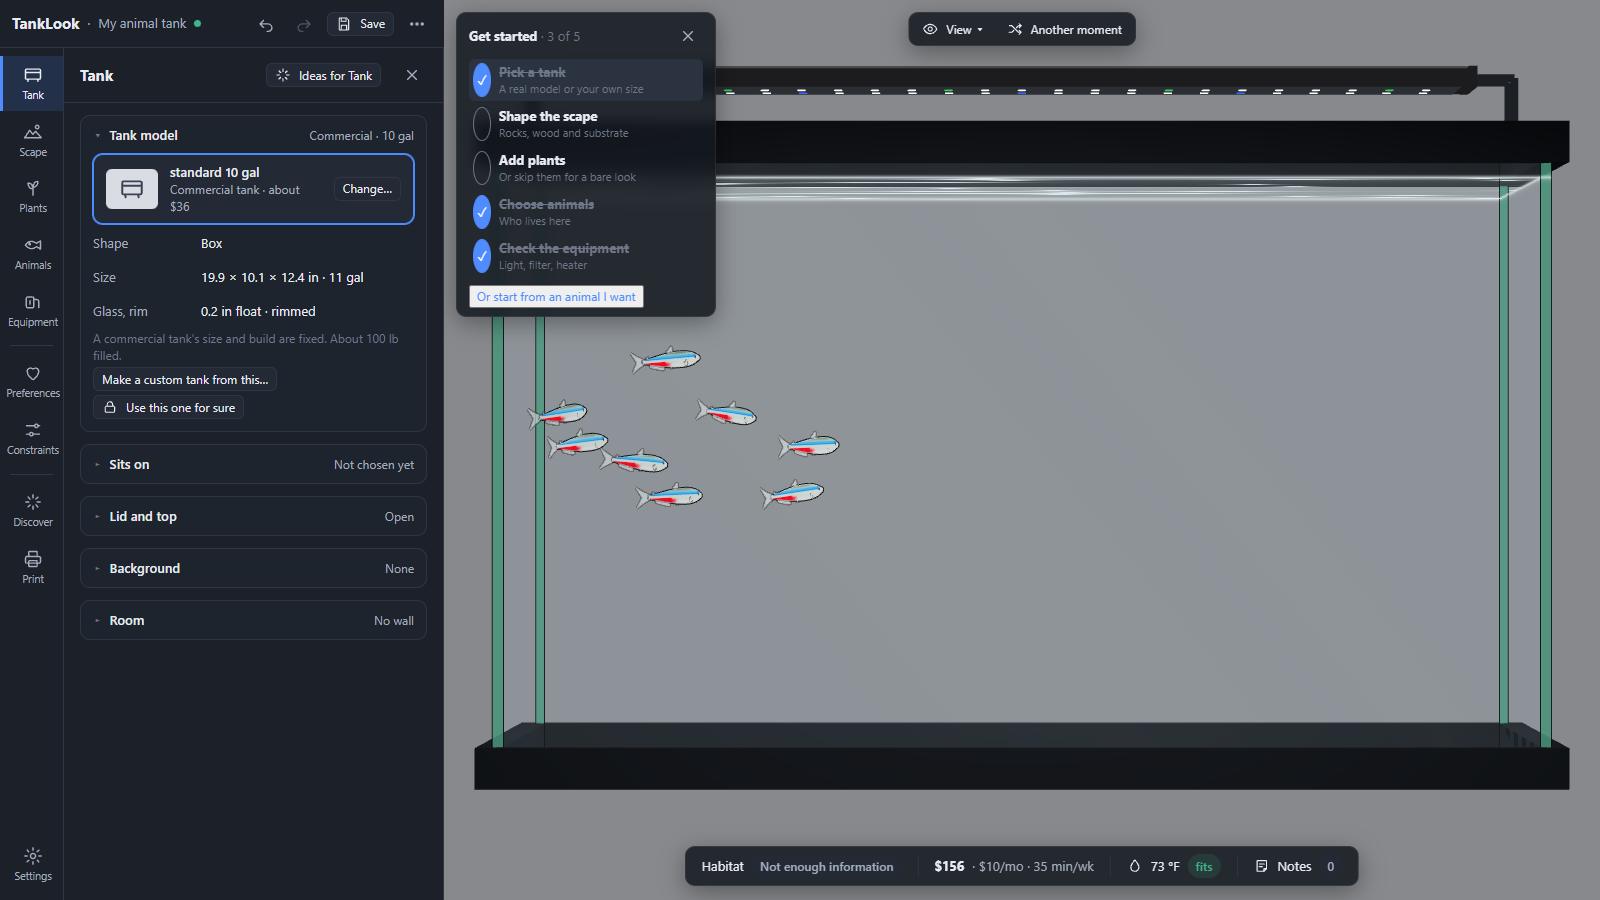 TankLook · My animal tank
Save
Tank
Scape
Plants
Animals
Equipment
Preferences
Constraints
Discover
Print
Settings
Tank
Ideas for Tank
Tank model
Commercial · 10 gal
standard 10 gal
Commercial tank · about
$36
Change...
Shape
Box
Size
19.9 × 10.1 × 12.4 in · 11 gal
Glass, rim
0.2 in float · rimmed
A commercial tank's size and build are fixed. About 100 lb
filled.
Make a custom tank from this...
Use this one for sure
Sits on
Not chosen yet
Lid and top
Open
Background
None
Room
No wall
Get started · 3 of 5
Pick a tank
A real model or your own size
Shape the scape
Rocks, wood and substrate
Add plants
Or skip them for a bare look
Choose animals
Who lives here
Check the equipment
Light, filter, heater
Or start from an animal I want
View
Another moment
Habitat
Not enough information
$156 · $10/mo · 35 min/wk
73 °F
fits
Notes
0